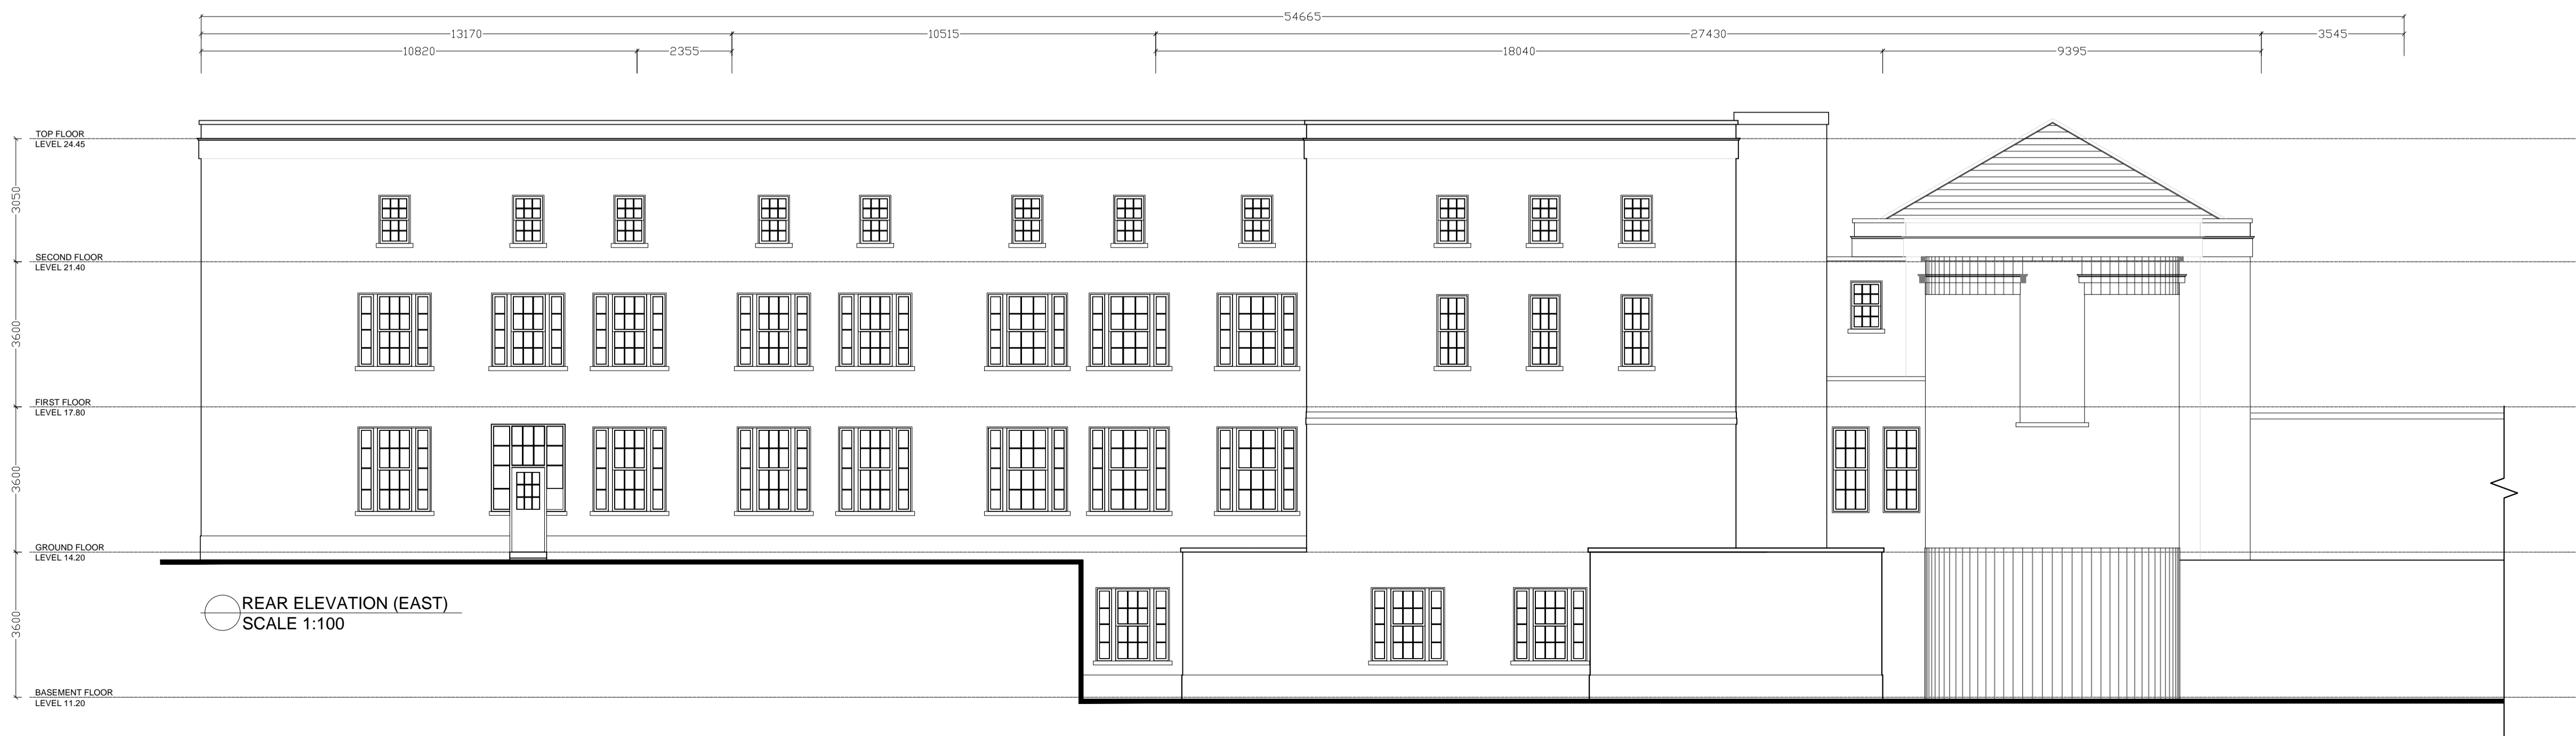 54665
13170 10515 27430 3545
10820 2355 18040 9395
TOP FLOOR
LEVEL 24.45
3050
SECOND FLOOR
LEVEL 21.40
3600
FIRST FLOOR
LEVEL 17.80
3600
GROUND FLOOR
LEVEL 14.20
3600
REAR ELEVATION (EAST)
SCALE 1:100
BASEMENT FLOOR
LEVEL 11.20